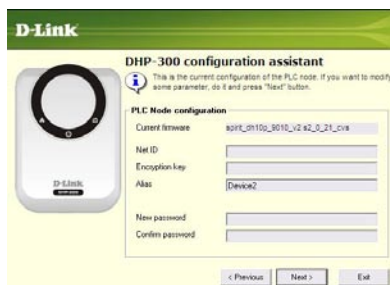 D-Link
DHP-300 configuration assistant
This is the current configuration of the PLC node. If you want to modify
some parameter, do it and press "Next" button.
PLC Node configuration
Current firmware spirit_dh10p_9010_v2 s2_0_21_cvs
Net ID
Encryption key
Alias Device2
New password
Confirm password
D-Link
< Previous Next > Exit